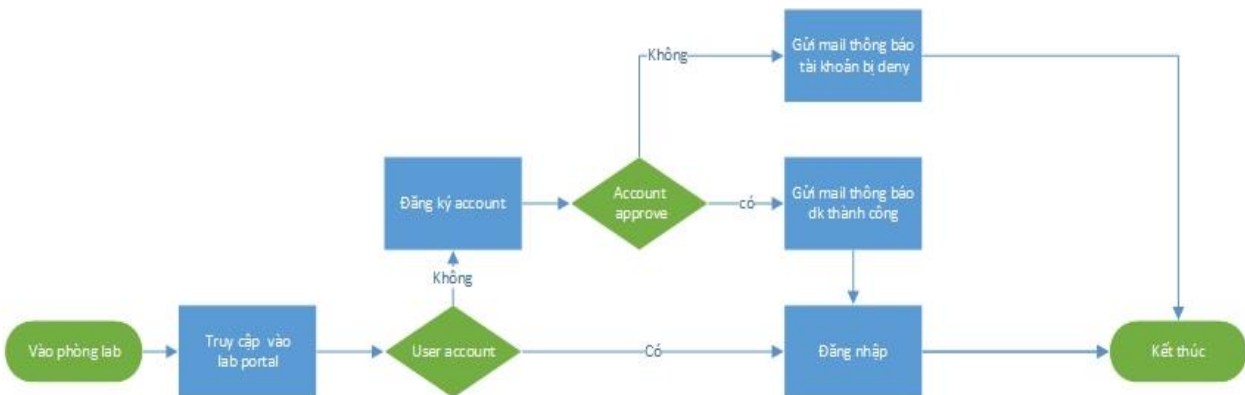 Không
Gửi mail thông báo
tài khoản bị deny
Đăng ký account
Account
approve
có
Gửi mail thông báo
dk thành công
Không
Vào phòng lab
Truy cập vào
lab portal
User account
Có
Đăng nhập
Kết thúc